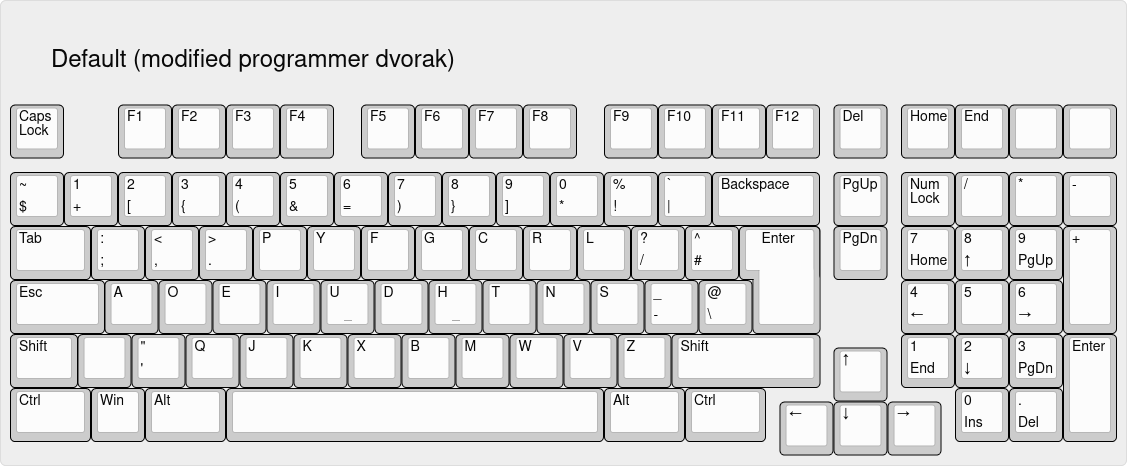 Default (modified programmer dvorak)
Caps Lock F1 F2 F3 F4 F5 F6 F7 F8 F9 F10 F11 F12 Del Home End
~ 1 2 3 4 5 6 7 8 9 0 % ` Backspace PgUp Num Lock / * -
$ + [ { ( & = ) } ] * ! |
Tab : < > P Y F G C R L ? ^ Enter PgDn 7 8 9 +
; , . / # Home ↑ PgUp
Esc A O E I U D H T N S _ @ 4 5 6
_ _ - \ ← →
Shift " Q J K X B M W V Z Shift ↑ 1 2 3 Enter
' End ↓ PgDn
Ctrl Win Alt Alt Ctrl ← ↓ → 0 .
Ins Del